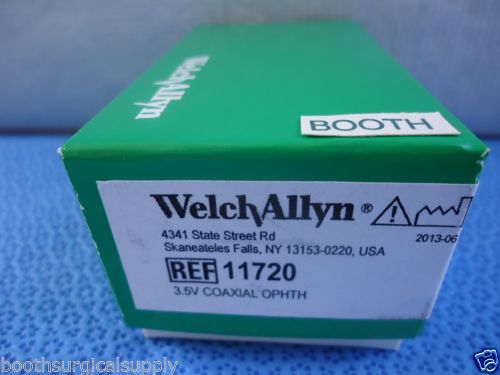 WelchAllyn
BOOTH
WelchAllyn®
4341 State Street Rd
Skaneateles Falls, NY 13153-0220, USA
2013-06
REF 11720
3.5V COAXIAL OPHTH
boothsurgicalsupply